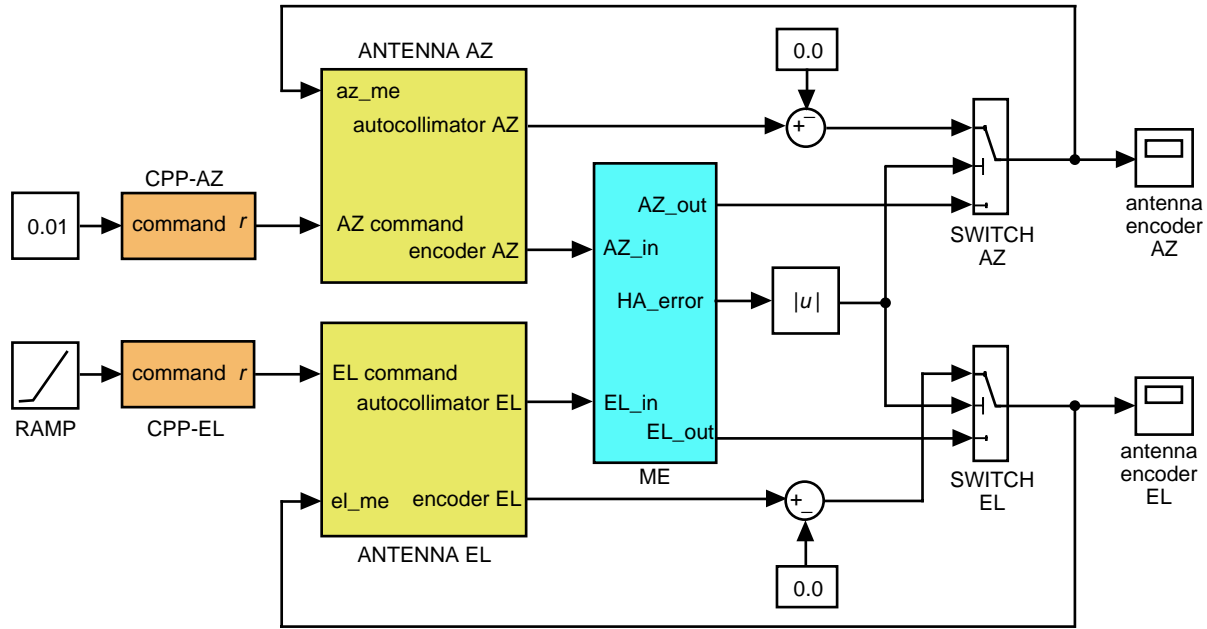 ANTENNA AZ
0.0
az_me
autocollimator AZ
+
−
CPP-AZ
0.01
command r
AZ command
encoder AZ
AZ_out
AZ_in
HA_error
|u|
SWITCH
AZ
antenna
encoder
AZ
RAMP
command r
CPP-EL
EL command
autocollimator EL
EL_in
EL_out
ME
el_me
encoder EL
ANTENNA EL
+
−
0.0
SWITCH
EL
antenna
encoder
EL